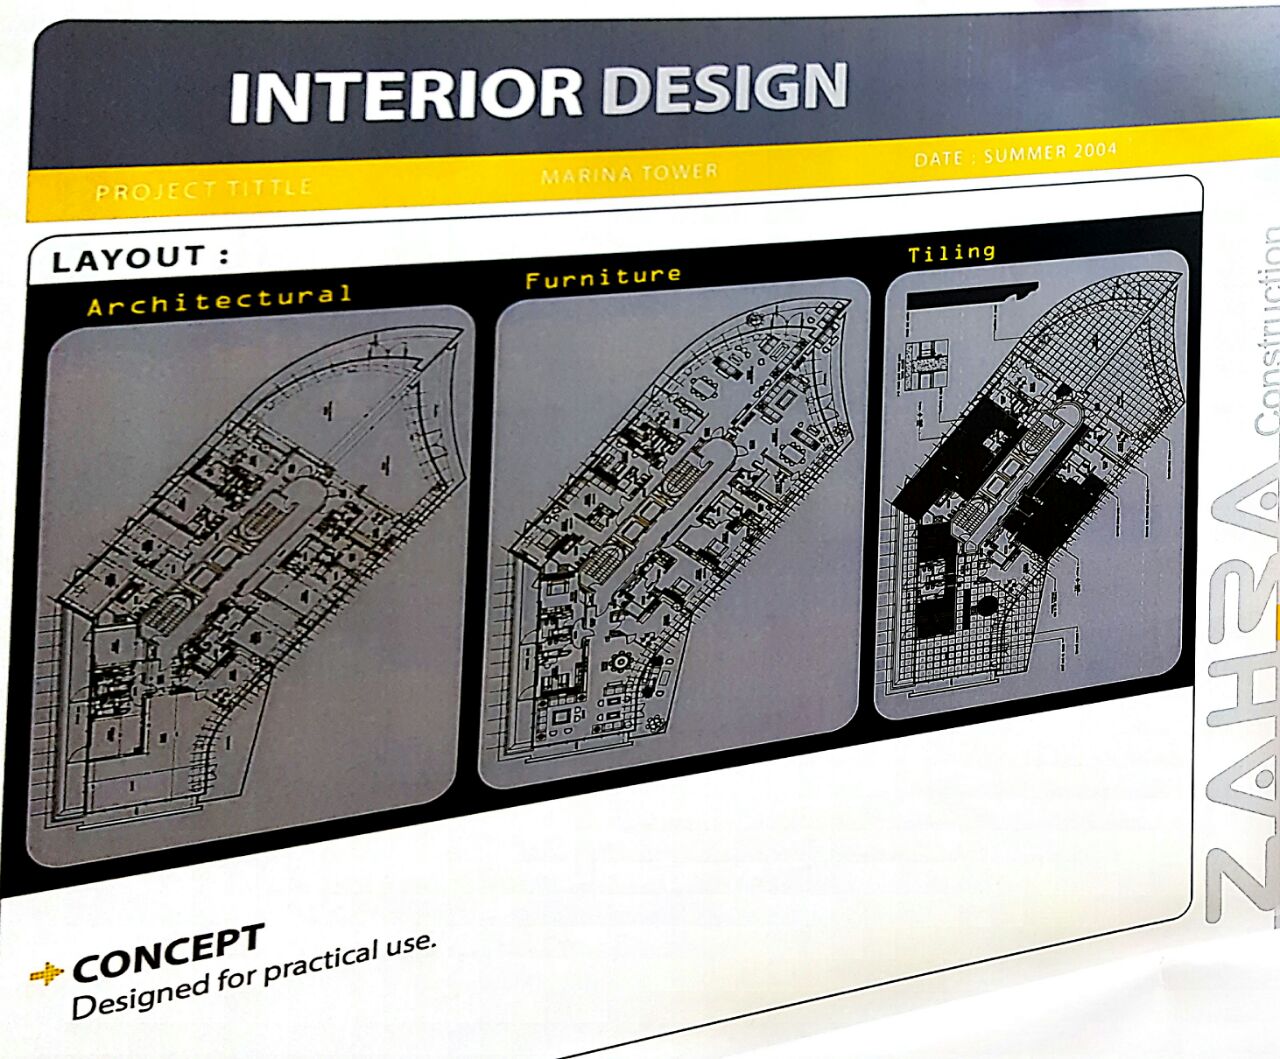 INTERIOR DESIGN
PROJECT TITTLE MARINA TOWER DATE : SUMMER 2004
LAYOUT :
Architectural Furniture Tiling
CONCEPT
Designed for practical use.
ZAHRA Construction